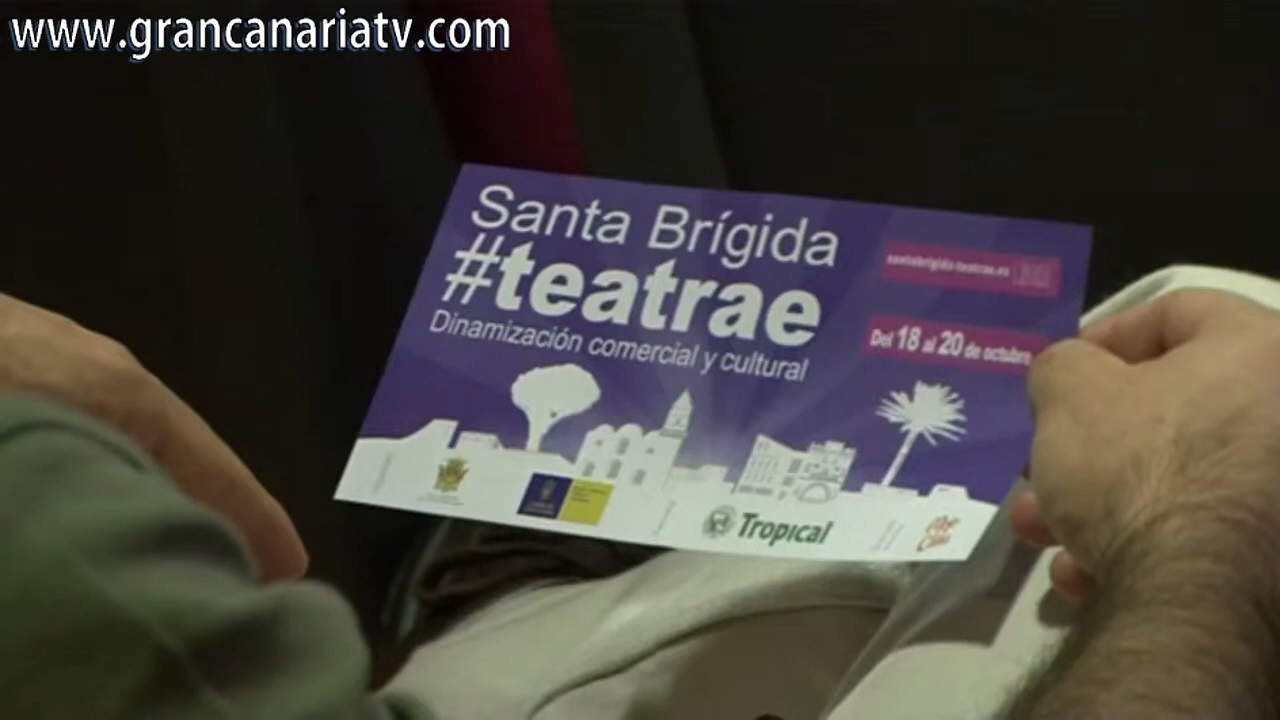 www.grancanariatv.com
Santa Brígida
#teatrae
Dinamización comercial y cultural
santabrigida-teatrae.es
Del 18 al 20 de octubre
Tropical